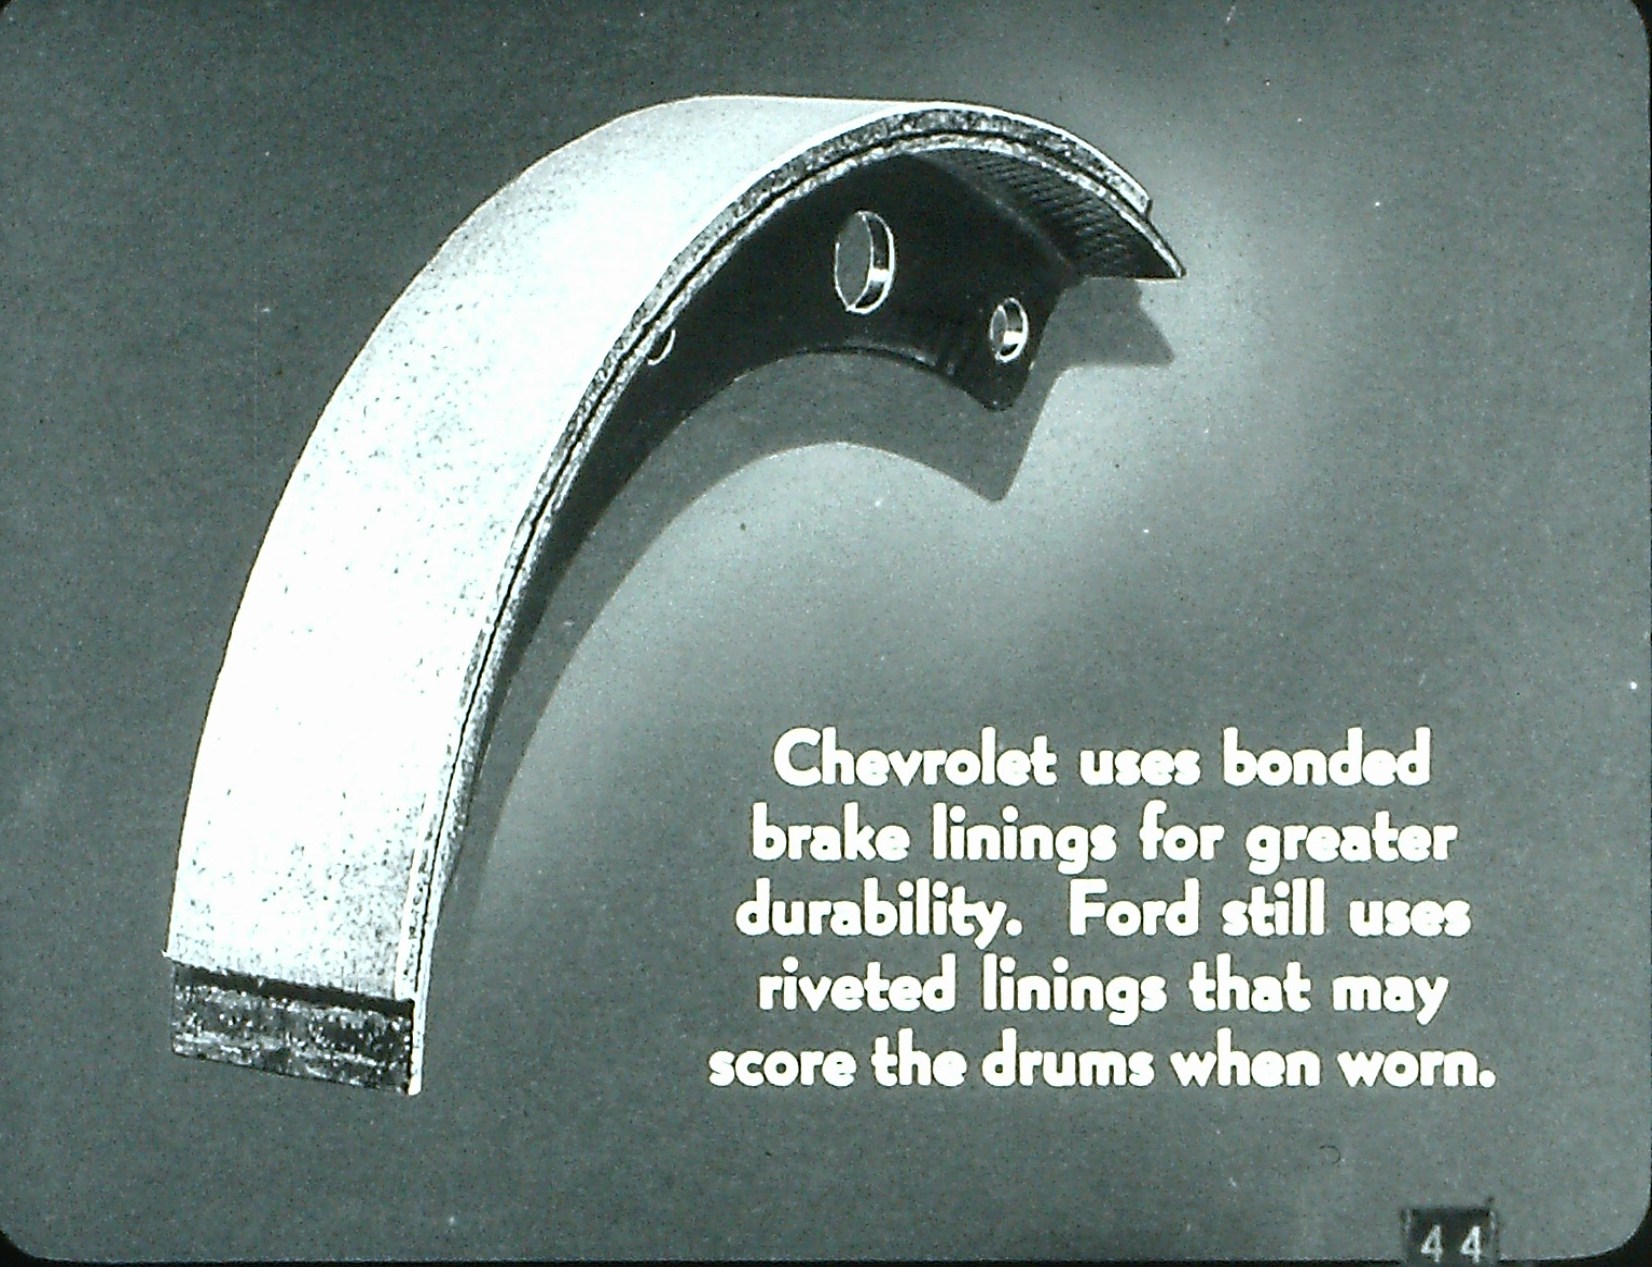 Chevrolet uses bonded
brake linings for greater
durability. Ford still uses
riveted linings that may
score the drums when worn.
44